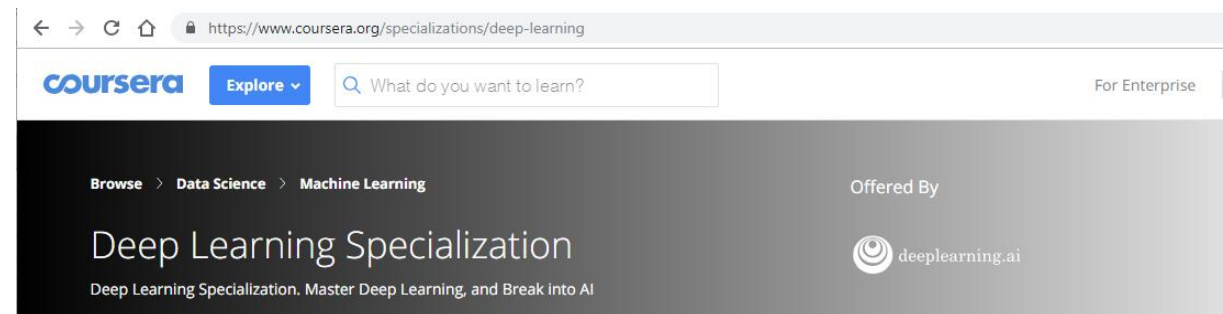 https://www.coursera.org/specializations/deep-learning
coursera Explore What do you want to learn? For Enterprise
Browse > Data Science > Machine Learning
Offered By
Deep Learning Specialization
deeplearning.ai
Deep Learning Specialization. Master Deep Learning, and Break into AI